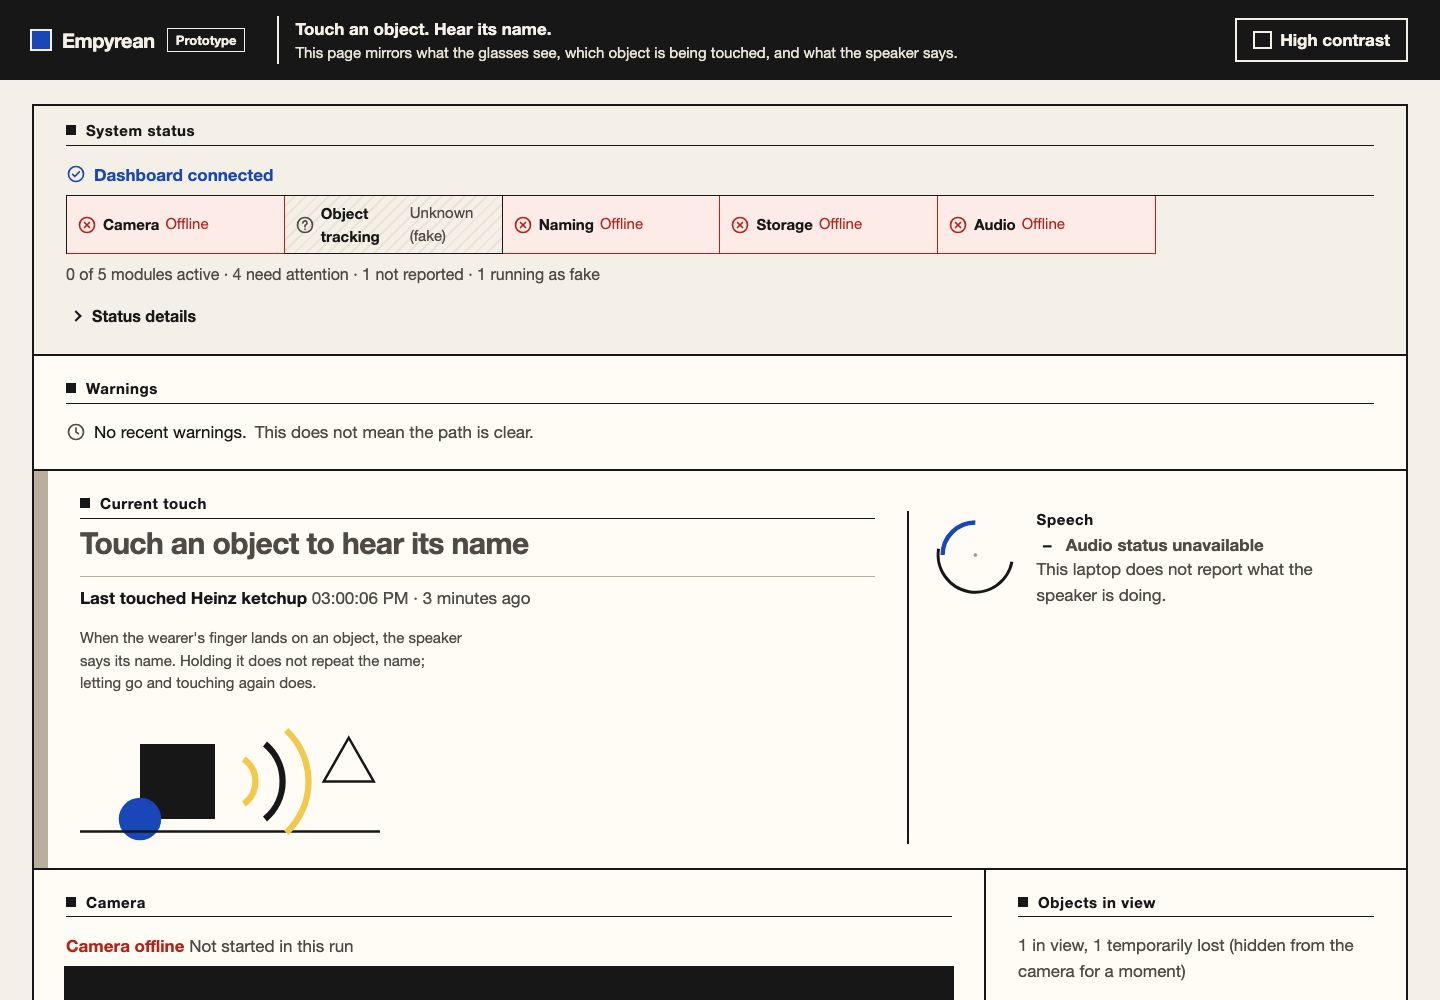 Empyrean
Prototype
Touch an object. Hear its name.
This page mirrors what the glasses see, which object is being touched, and what the speaker says.
High contrast
System status
Dashboard connected
Camera Offline
Object tracking Unknown (fake)
Naming Offline
Storage Offline
Audio Offline
0 of 5 modules active · 4 need attention · 1 not reported · 1 running as fake
Status details
Warnings
No recent warnings. This does not mean the path is clear.
Current touch
Touch an object to hear its name
Last touched Heinz ketchup 03:00:06 PM · 3 minutes ago
When the wearer's finger lands on an object, the speaker
says its name. Holding it does not repeat the name;
letting go and touching again does.
Speech
– Audio status unavailable
This laptop does not report what the
speaker is doing.
Camera
Camera offline Not started in this run
Objects in view
1 in view, 1 temporarily lost (hidden from the
camera for a moment)